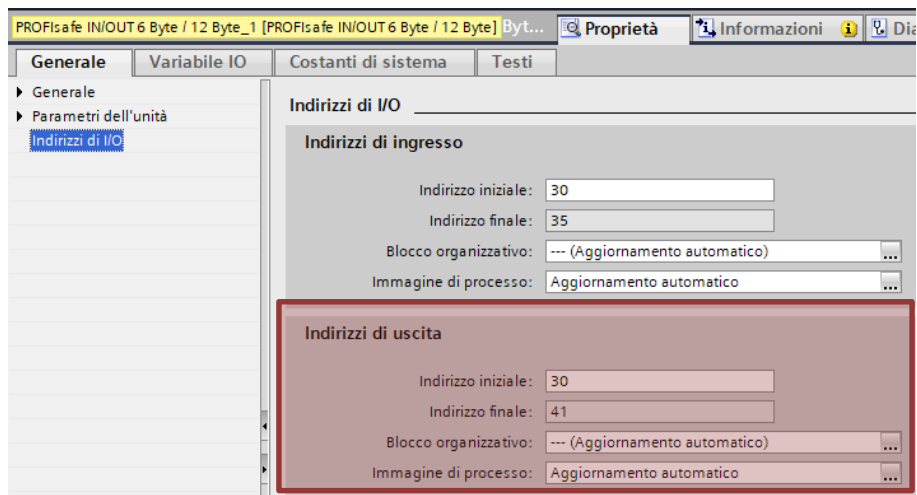 PROFIsafe IN/OUT 6 Byte / 12 Byte_1 [PROFIsafe IN/OUT 6 Byte / 12 Byte] Byt... Proprietà Informazioni Dia
Generale Variabile IO Costanti di sistema Testi
Generale
Parametri dell'unità
Indirizzi di I/O
Indirizzi di I/O
Indirizzi di ingresso
Indirizzo iniziale: 30
Indirizzo finale: 35
Blocco organizzativo: --- (Aggiornamento automatico) ...
Immagine di processo: Aggiornamento automatico ...
Indirizzi di uscita
Indirizzo iniziale: 30
Indirizzo finale: 41
Blocco organizzativo: --- (Aggiornamento automatico) ...
Immagine di processo: Aggiornamento automatico ...